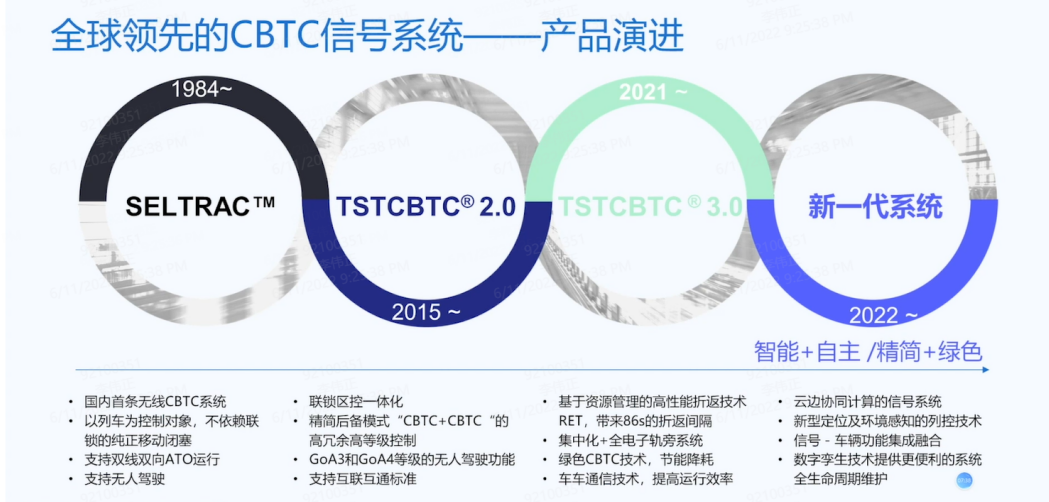 全球领先的CBTC信号系统——产品演进
1984~
2021 ~
SELTRAC™
TSTCBTC® 2.0
TSTCBTC® 3.0
新一代系统
2015 ~
2022 ~
智能+自主 /精简+绿色
• 国内首条无线CBTC系统
• 以列车为控制对象，不依赖联
锁的纯正移动闭塞
• 支持双线双向ATO运行
• 支持无人驾驶
• 联锁区控一体化
• 精简后备模式“CBTC+CBTC “的
高冗余高等级控制
• GoA3和GoA4等级的无人驾驶功能
• 支持互联互通标准
• 基于资源管理的高性能折返技术
RET，带来86s的折返间隔
• 集中化+全电子轨旁系统
• 绿色CBTC技术，节能降耗
• 车车通信技术，提高运行效率
• 云边协同计算的信号系统
• 新型定位及环境感知的列控技术
• 信号 - 车辆功能集成融合
• 数字孪生技术提供更便利的系统
全生命周期维护